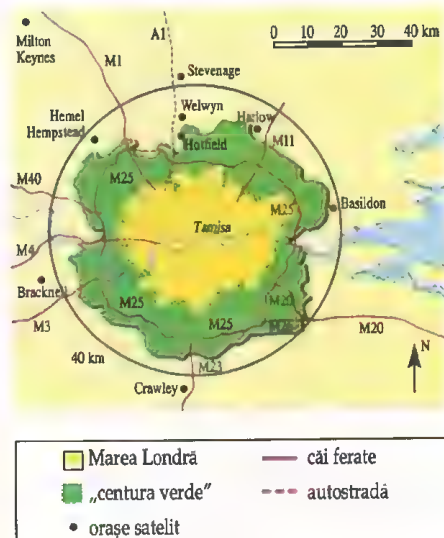 Milton
Keynes
A1
M1
0 10 20 30 40 km
Stevenage
Hemel
Hempstead
Welwyn
Harlow
Hotfield
M11
M40
M25
M25
Basildon
Tamisa
M4
Bracknell
M25
M25
M20
M3
M20
40 km
M23
N
Crawley
Marea Londră
căi ferate
„centura verde"
autostradă
orașe satelit